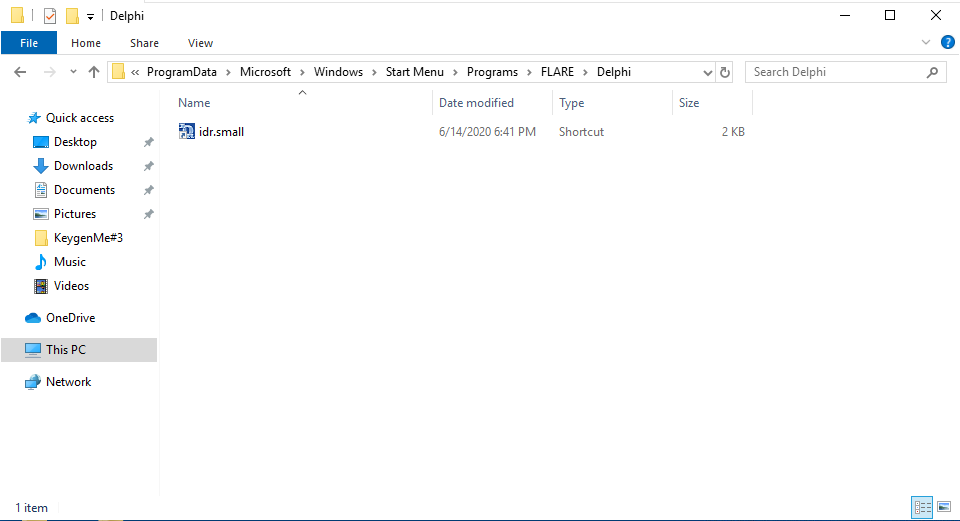 Delphi
File Home Share View
« ProgramData > Microsoft > Windows > Start Menu > Programs > FLARE > Delphi Search Delphi
Name Date modified Type Size
idr.small 6/14/2020 6:41 PM Shortcut 2 KB
Quick access
Desktop
Downloads
Documents
Pictures
KeygenMe#3
Music
Videos
OneDrive
This PC
Network
1 item